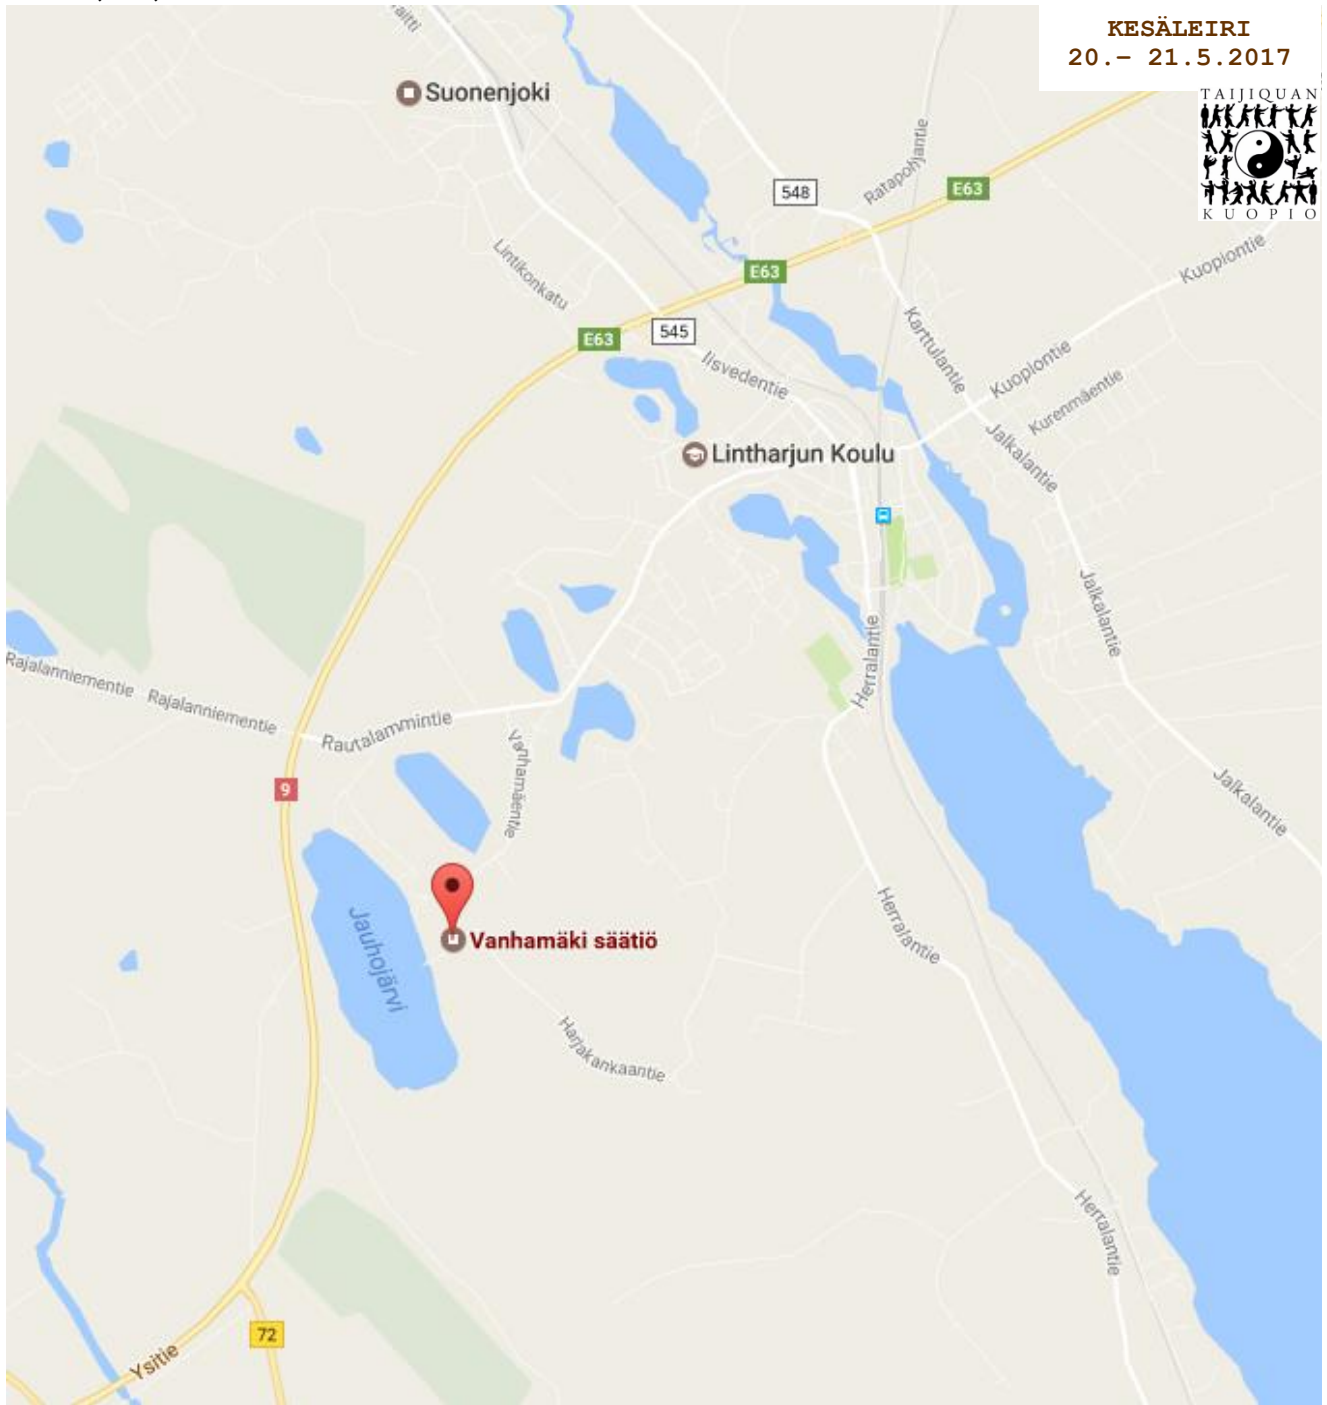 KESÄLEIRI
20.– 21.5.2017
TAIJIQUAN
KUOPIO
Suonenjoki
548
Ratapohjantie
E63
Kuopiontie
Lintikonkatu
E63
E63
545
Iisvedentie
Karttulantie
Kuopiontie
Kurenmäentie
Jalkalantie
Lintharjun Koulu
Jalkalantie
Herralantie
Rajalanniementie
Rajalanniementie
Rautalammintie
Vanhamäentie
9
Jalkalantie
Jauhojärvi
Vanhamäki säätiö
Herralantie
Harjakankaantie
Herralantie
72
Ysitie